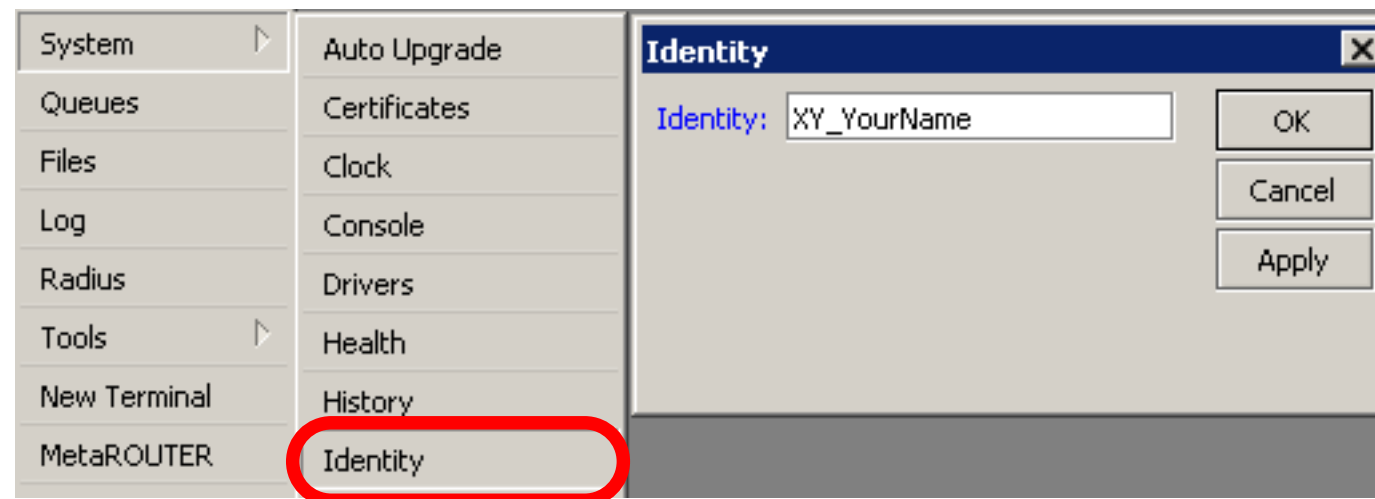 System
Queues
Files
Log
Radius
Tools
New Terminal
MetaROUTER
Auto Upgrade
Certificates
Clock
Console
Drivers
Health
History
Identity
Identity
Identity: XY_YourName
OK
Cancel
Apply